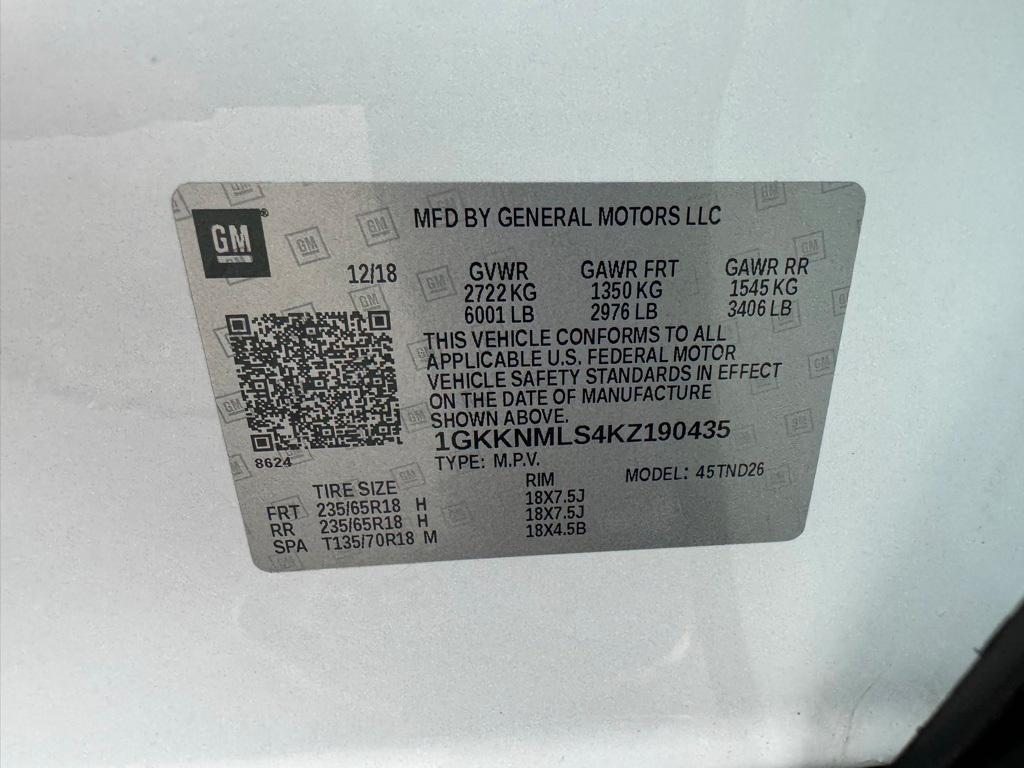 GM
MFD BY GENERAL MOTORS LLC
12/18
GVWR GAWR FRT GAWR RR
2722 KG 1350 KG 1545 KG
6001 LB 2976 LB 3406 LB
THIS VEHICLE CONFORMS TO ALL
APPLICABLE U.S. FEDERAL MOTOR
VEHICLE SAFETY STANDARDS IN EFFECT
ON THE DATE OF MANUFACTURE
SHOWN ABOVE.
1GKKNMLS4KZ190435
8624
TYPE: M.P.V. MODEL: 45TND26
TIRE SIZE RIM
FRT 235/65R18 H 18X7.5J
RR 235/65R18 H 18X7.5J
SPA T135/70R18 M 18X4.5B